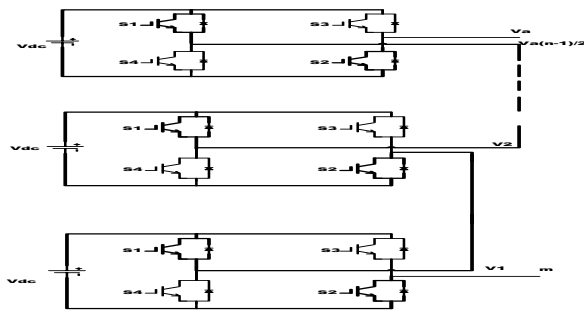 S1 S3 Va
Vdc + Va(n-1)/2
S4 S2
S1 S3
Vdc + V2
S4 S2
S1 S3
Vdc + V1 m
S4 S2